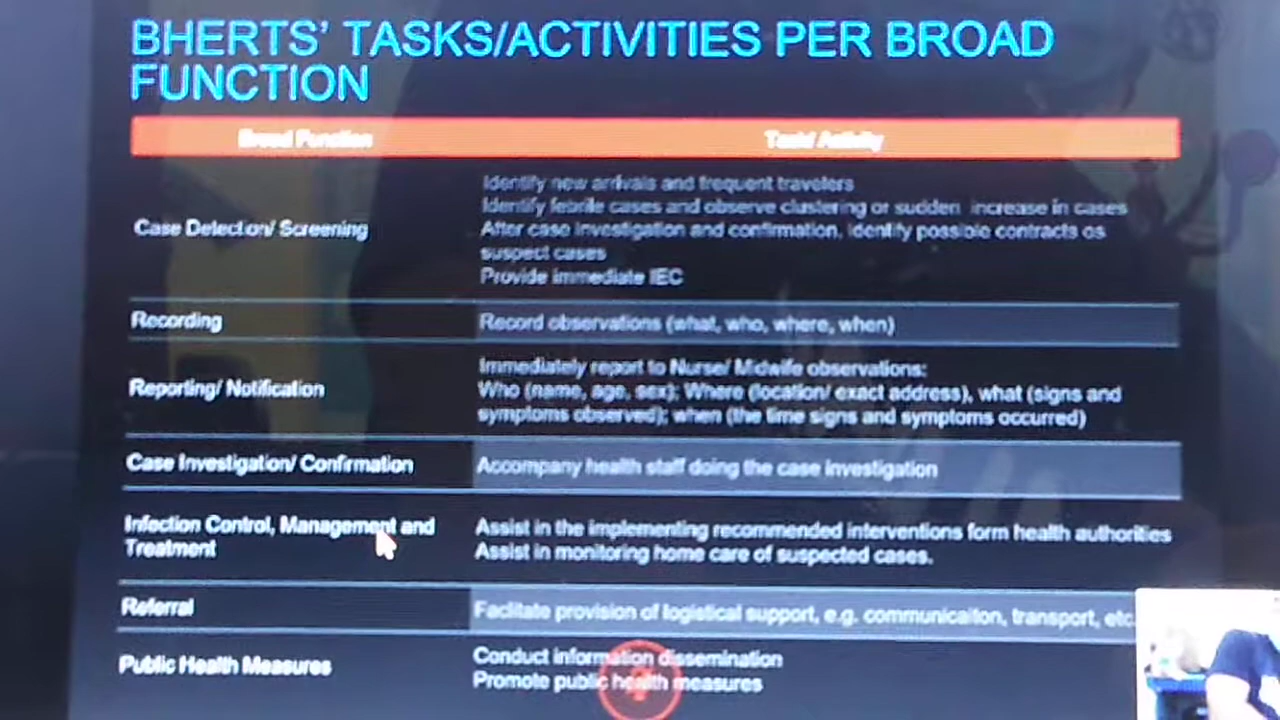 BHERTS' TASKS/ACTIVITIES PER BROAD
FUNCTION
Broad Function
Task/ Activity
Case Detection/ Screening
Identify new arrivals and frequent travelers
Identify febrile cases and observe clustering or sudden increase in cases
After case investigation and confirmation, identify possible contracts as
suspect cases
Provide immediate IEC
Recording
Record observations (what, who, where, when)
Reporting/ Notification
Immediately report to Nurse/ Midwife observations:
Who (name, age, sex); Where (location/ exact address), what (signs and
symptoms observed); when (the time signs and symptoms occurred)
Case Investigation/ Confirmation
Accompany health staff doing the case investigation
Infection Control, Management and
Treatment
Assist in the implementing recommended interventions form health authorities
Assist in monitoring home care of suspected cases.
Referral
Facilitate provision of logistical support, e.g. communicaiton, transport, etc.
Public Health Measures
Conduct information dissemination
Promote public health measures